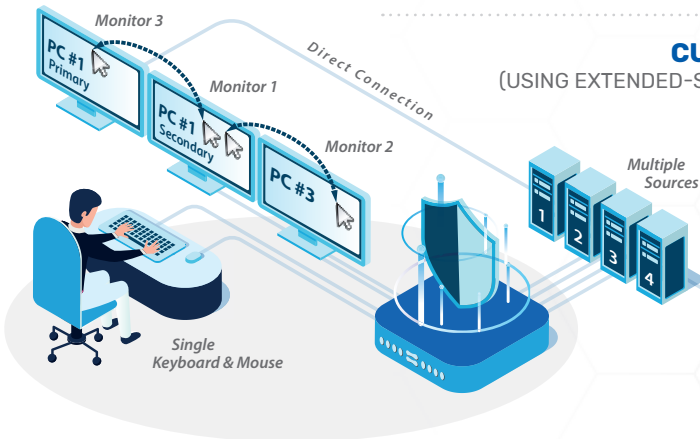 Monitor 3
PC #1
Primary
Direct Connection
CU
(USING EXTENDED-S
Monitor 1
PC #1
Secondary
Monitor 2
PC #3
Multiple
Sources
1
2
3
4
Single
Keyboard & Mouse